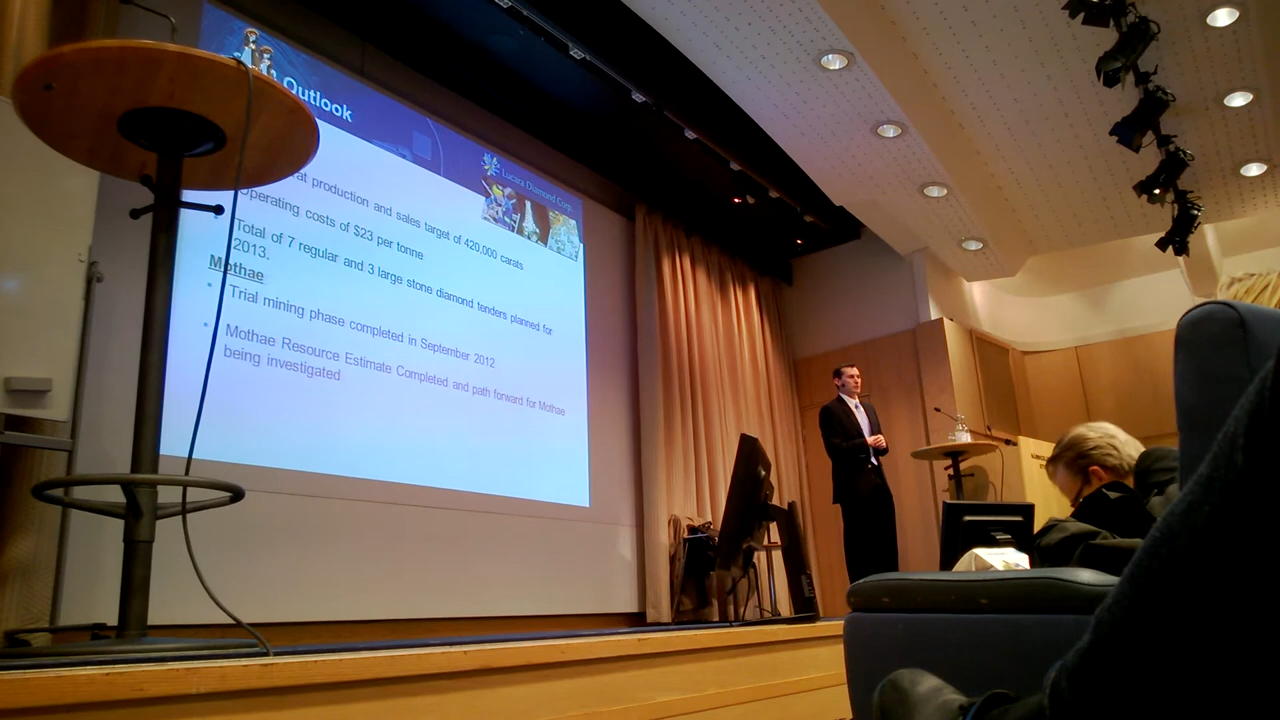 Outlook
Lucara Diamond Corp.
production and sales target of 420,000 carats
Operating costs of $23 per tonne
Total of 7 regular and 3 large stone diamond tenders planned for
2013.
Mothae
Trial mining phase completed in September 2012
Mothae Resource Estimate Completed and path forward for Mothae
being investigated